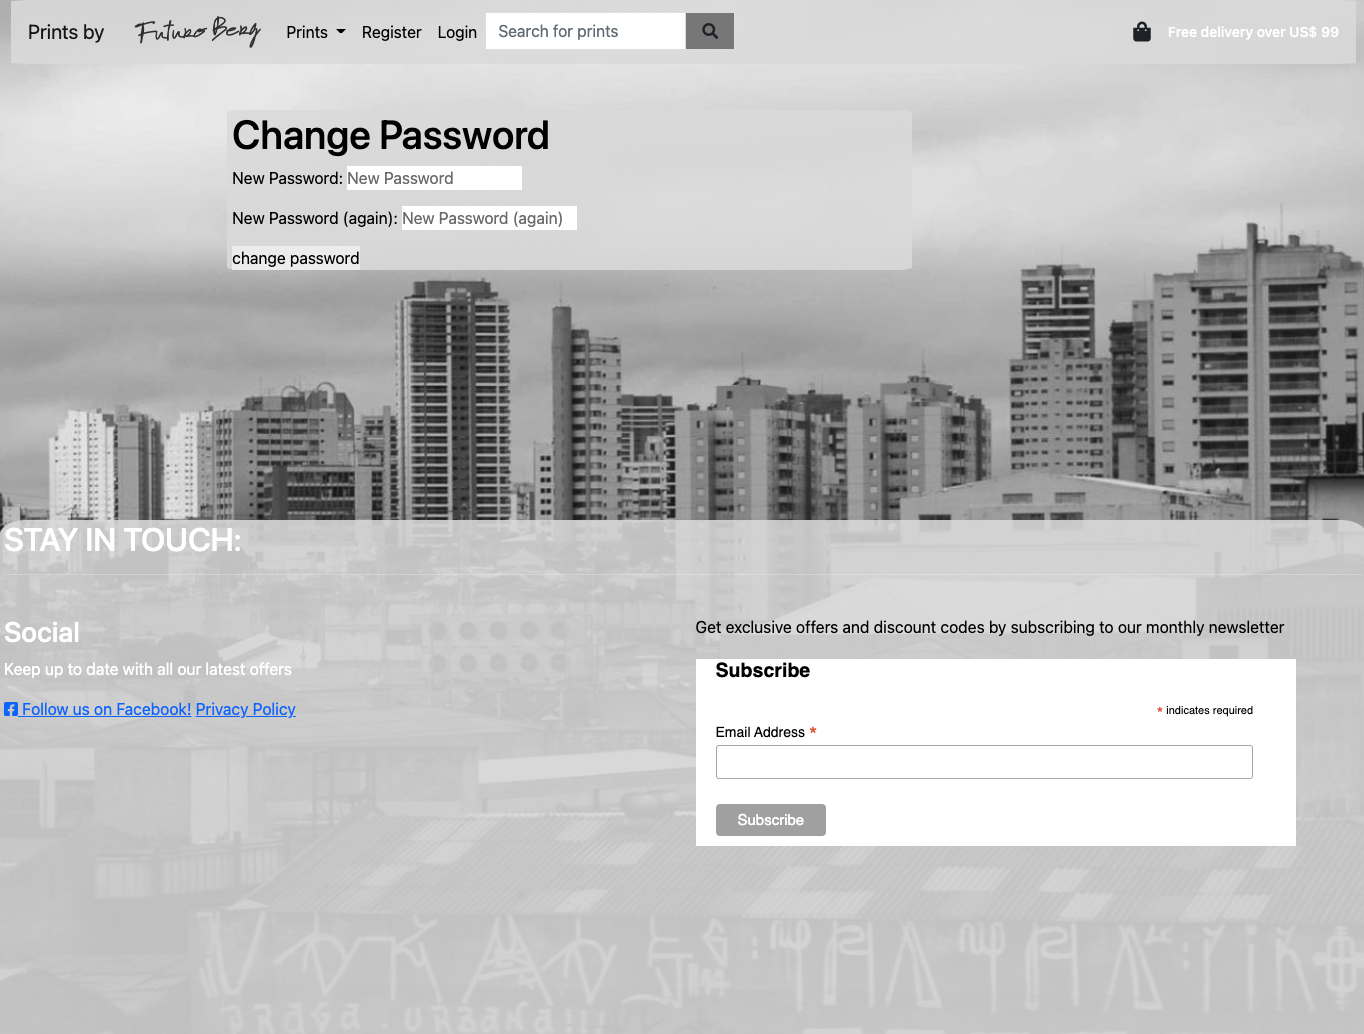 Prints by
Futuro Berg
Prints
Register
Login
Search for prints
Free delivery over US$ 99
Change Password
New Password: New Password
New Password (again): New Password (again)
change password
STAY IN TOUCH:
Social
Keep up to date with all our latest offers
Follow us on Facebook! Privacy Policy
Get exclusive offers and discount codes by subscribing to our monthly newsletter
Subscribe
* indicates required
Email Address *
Subscribe